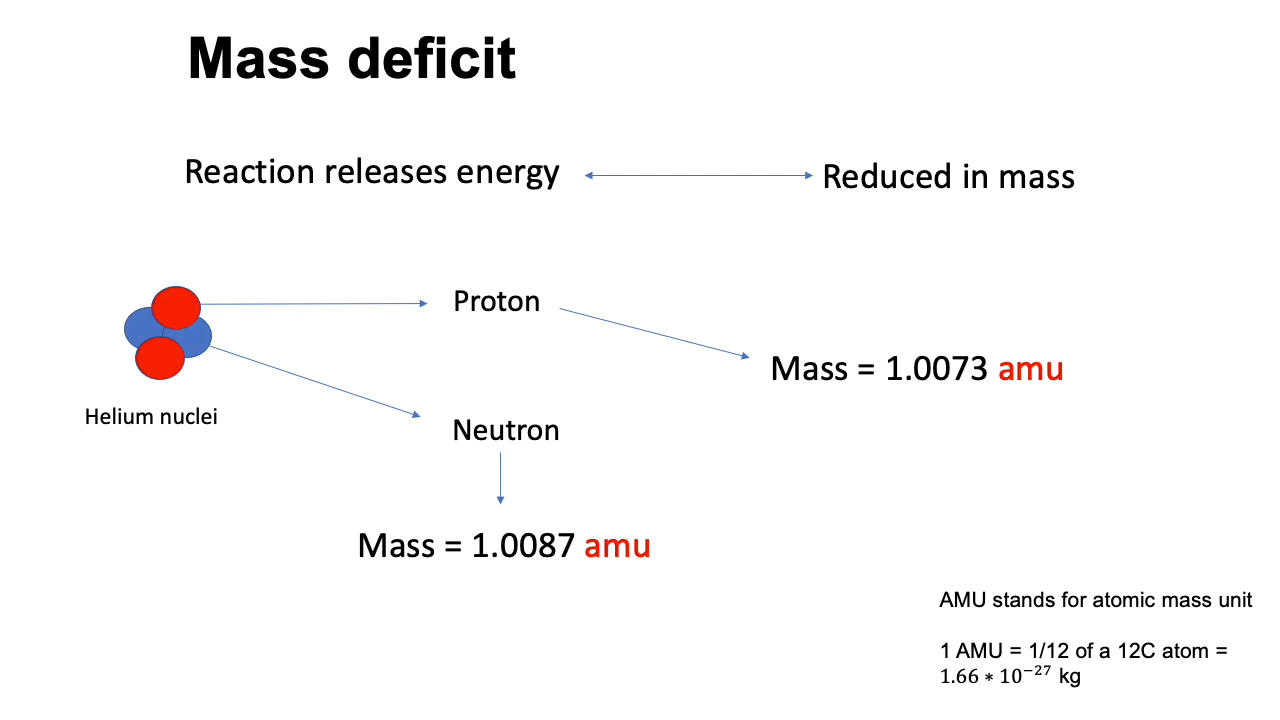 Mass deficit
Reaction releases energy
Reduced in mass
Proton
Mass = 1.0073 amu
Helium nuclei
Neutron
Mass = 1.0087 amu
AMU stands for atomic mass unit
1 AMU = 1/12 of a 12C atom =
1.66 ∗ 10⁻²⁷ kg